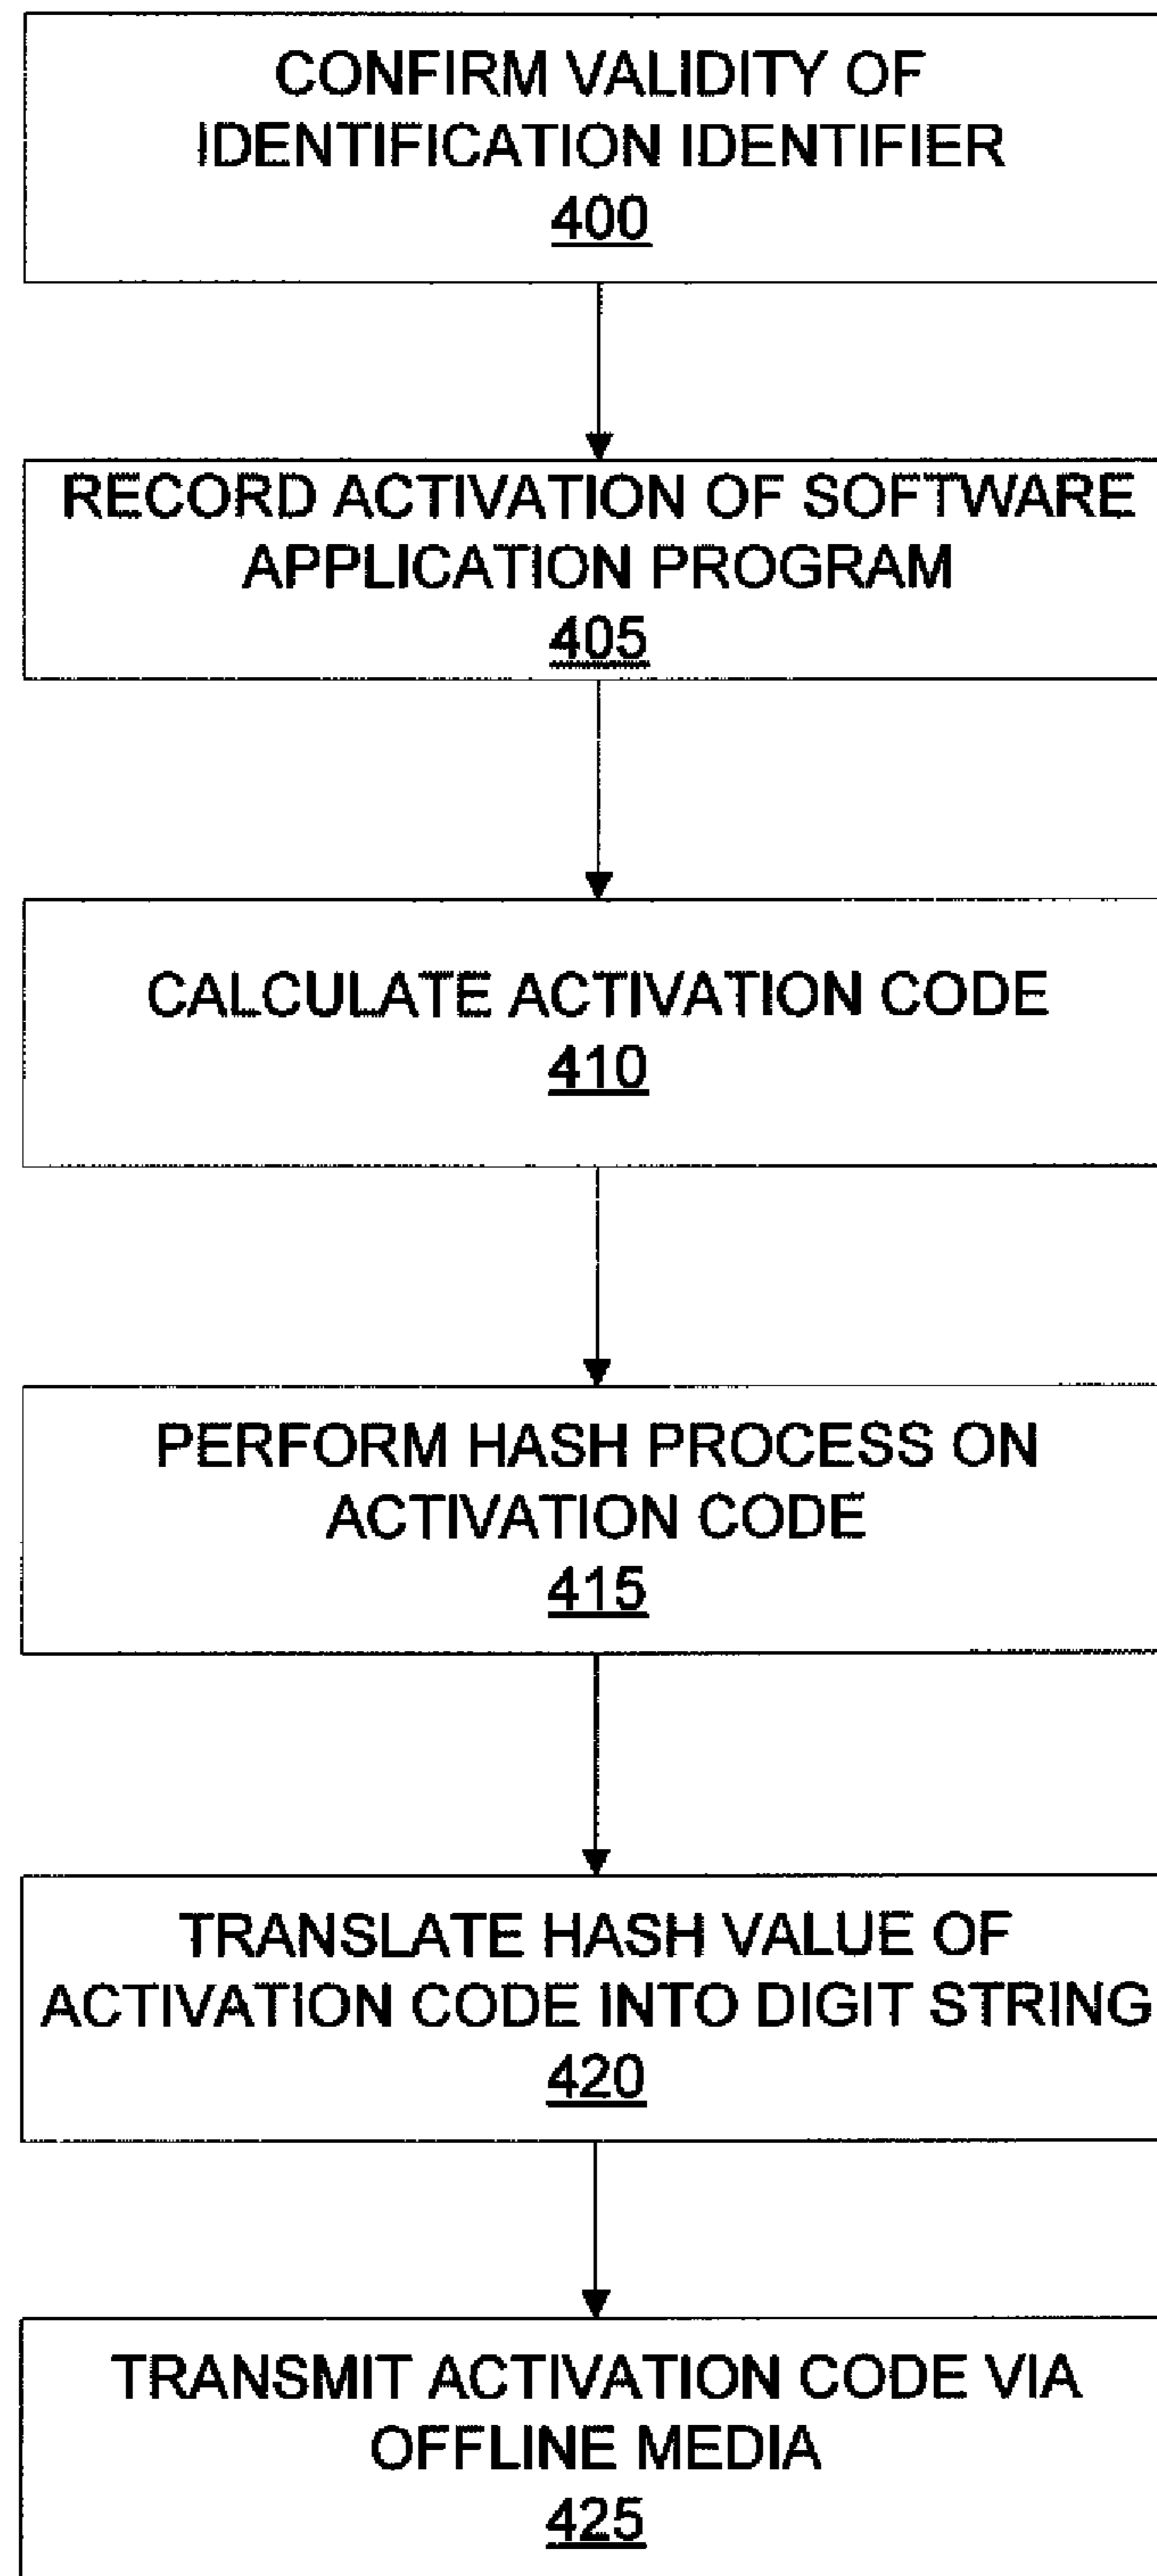 CONFIRM VALIDITY OF
IDENTIFICATION IDENTIFIER
400
RECORD ACTIVATION OF SOFTWARE
APPLICATION PROGRAM
405
CALCULATE ACTIVATION CODE
410
PERFORM HASH PROCESS ON
ACTIVATION CODE
415
TRANSLATE HASH VALUE OF
ACTIVATION CODE INTO DIGIT STRING
420
TRANSMIT ACTIVATION CODE VIA
OFFLINE MEDIA
425